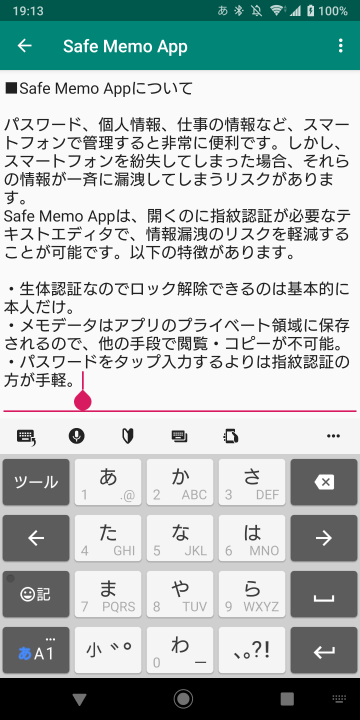 19:13
あ
100%
Safe Memo App
■Safe Memo Appについて
パスワード、個人情報、仕事の情報など、スマー
トフォンで管理すると非常に便利です。しかし、
スマートフォンを紛失してしまった場合、それら
の情報が一斉に漏洩してしまうリスクがありま
す。
Safe Memo Appは、開くのに指紋認証が必要なテ
キストエディタで、情報漏洩のリスクを軽減する
ことが可能です。以下の特徴があります。
・生体認証なのでロック解除できるのは基本的に
本人だけ。
・メモデータはアプリのプライベート領域に保存
されるので、他の手段で閲覧・コピーが不可能。
・パスワードをタップ入力するよりは指紋認証の
方が手軽。
ツール あ 1 .@ か 2 ABC さ 3 DEF
た 4 GHI な 5 JKL は 6 MNO
記 ま 7 PQRS や 8 TUV ら 9 WXYZ
あA1 小゛゜ わ 0 ー 、。?!